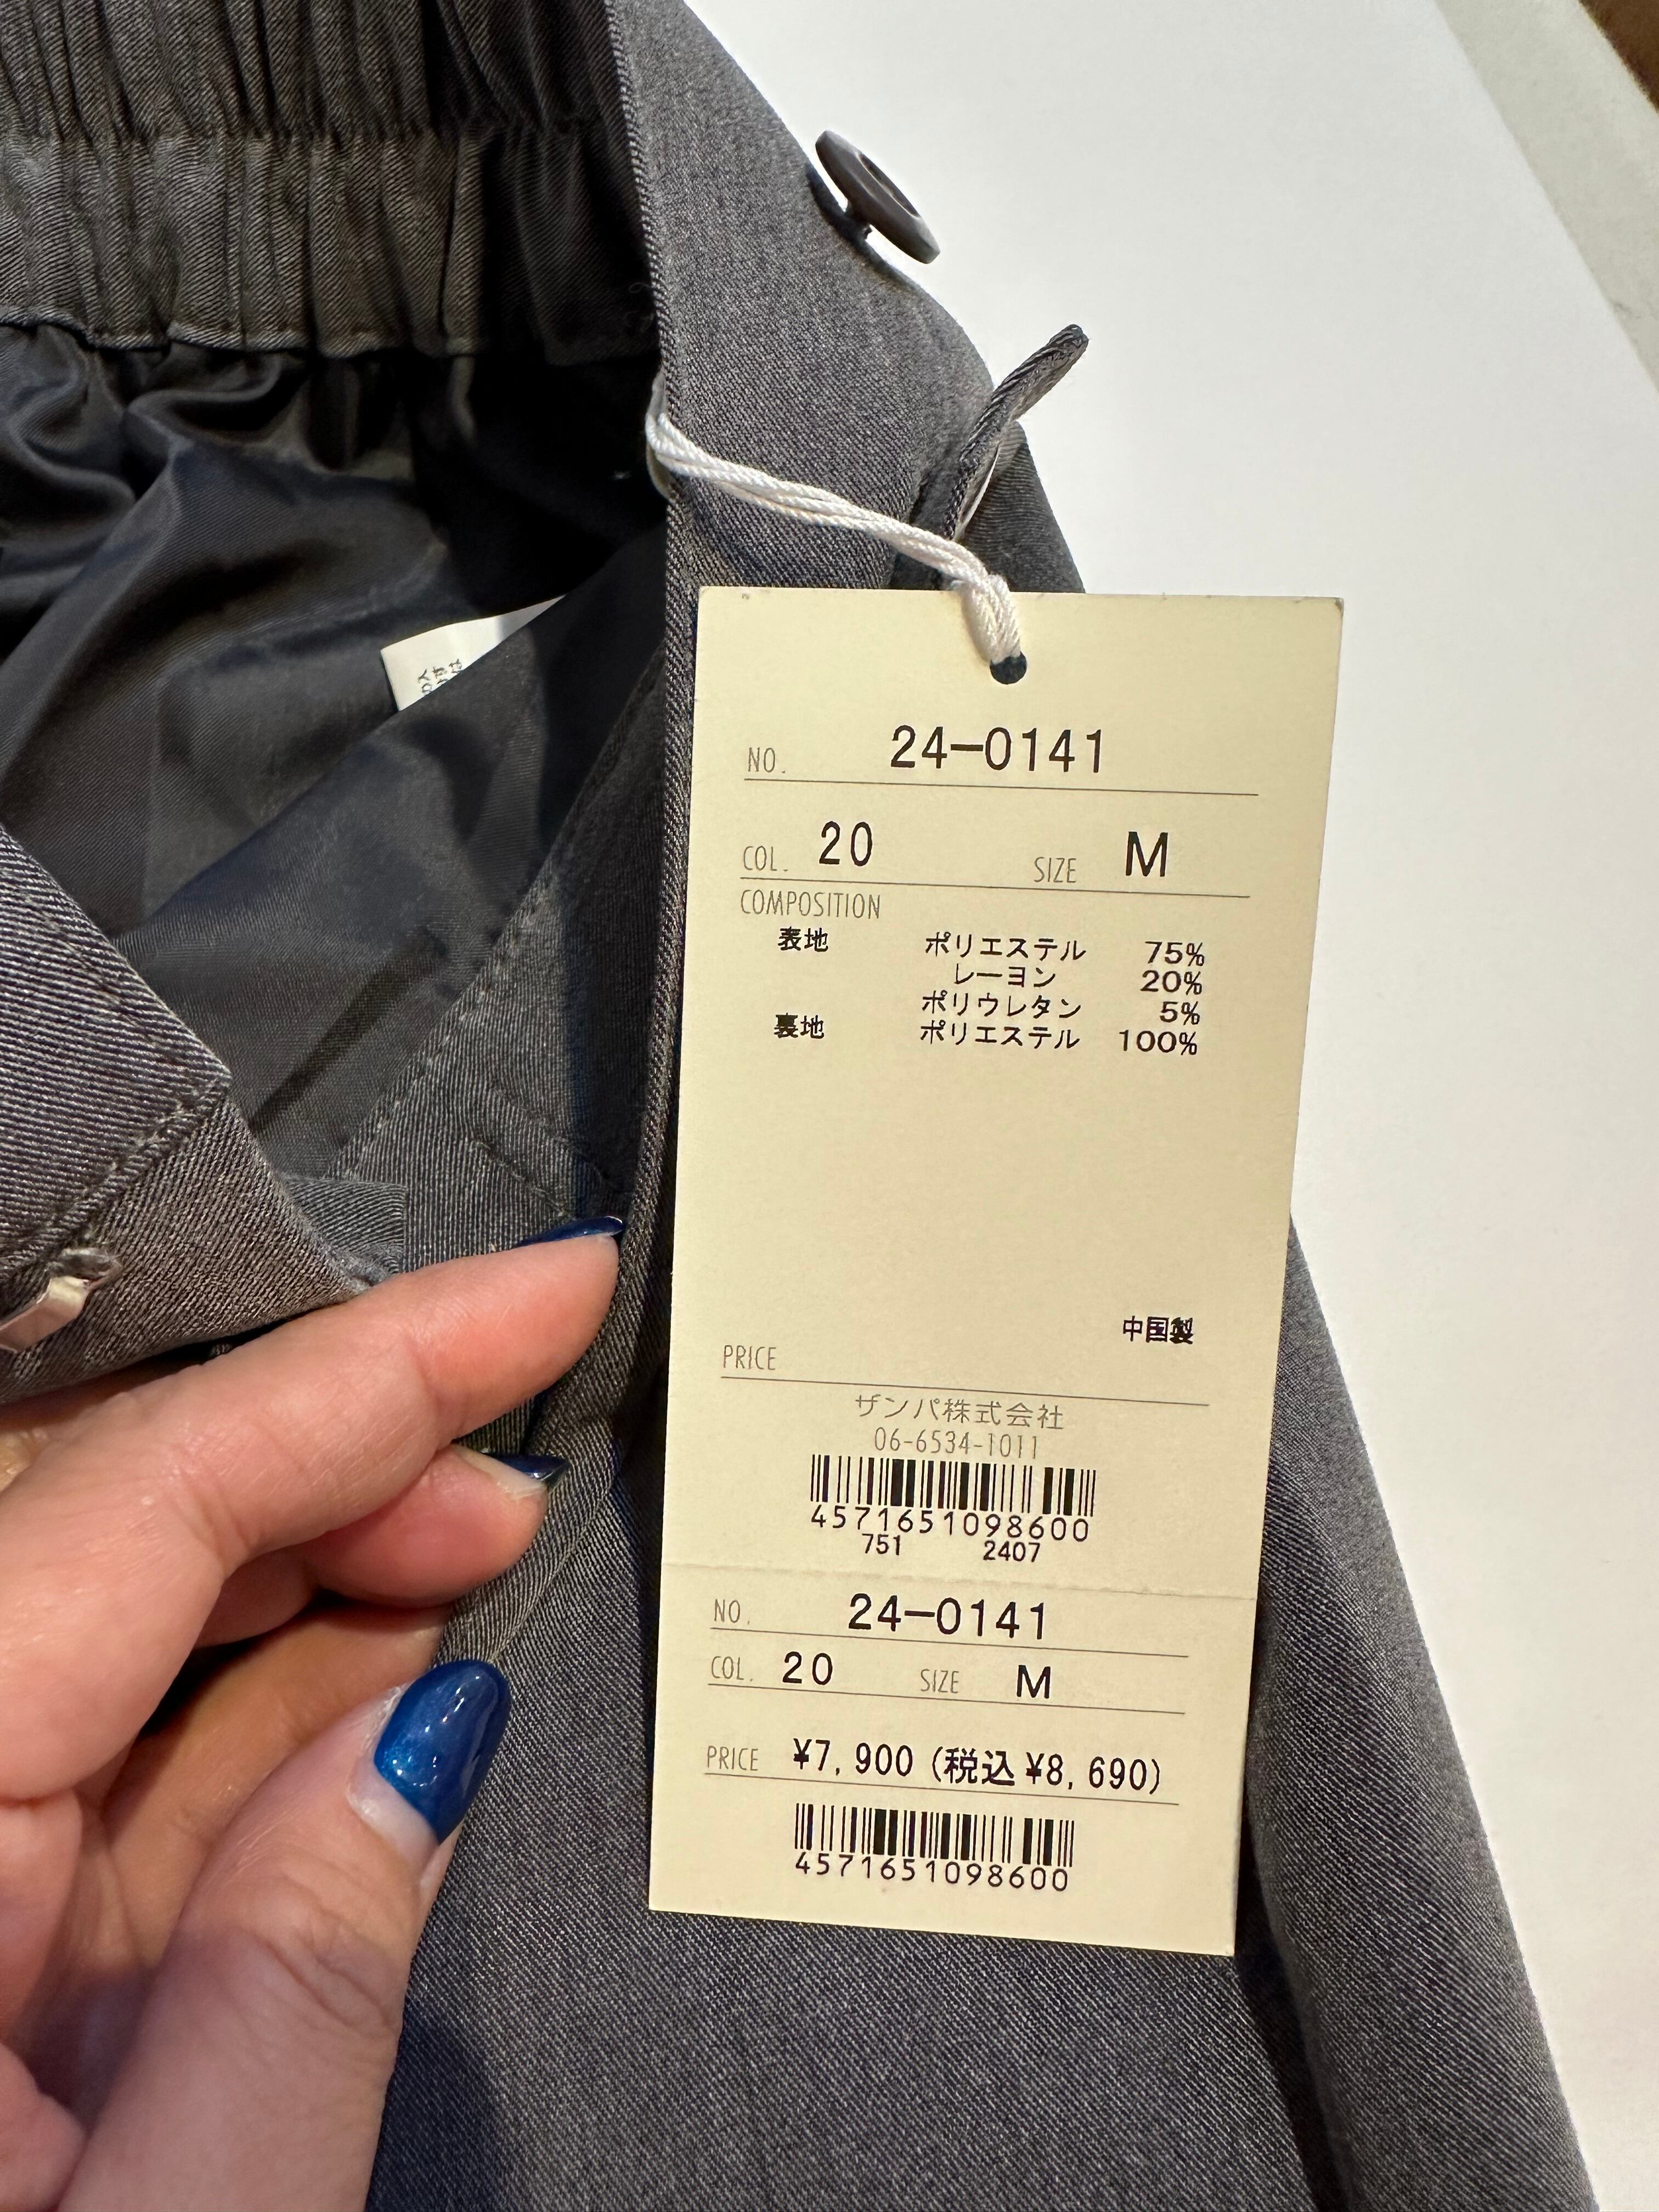 NO. 24-0141
COL. 20 SIZE M
COMPOSITION
表地 ポリエステル 75%
レーヨン 20%
ポリウレタン 5%
裏地 ポリエステル 100%
中国製
PRICE
ザンパ株式会社
06-6534-1011
4571651098600
751 2407
NO. 24-0141
COL. 20 SIZE M
PRICE ¥7,900 (税込¥8,690)
4571651098600